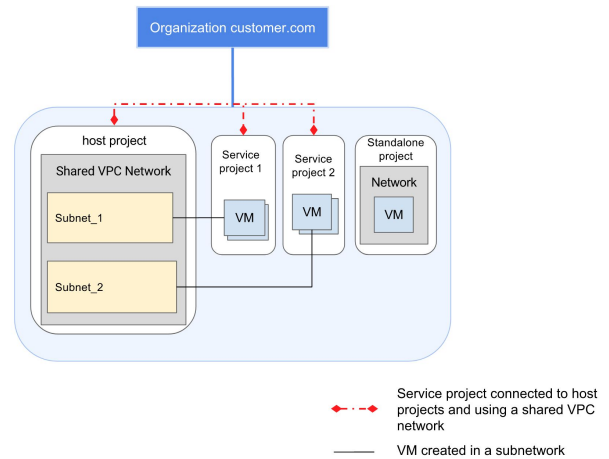 Organization customer.com
host project
Shared VPC Network
Subnet_1
Subnet_2
Service
project 1
VM
Service
project 2
VM
Standalone
project
Network
VM
Service project connected to host
projects and using a shared VPC
network
VM created in a subnetwork